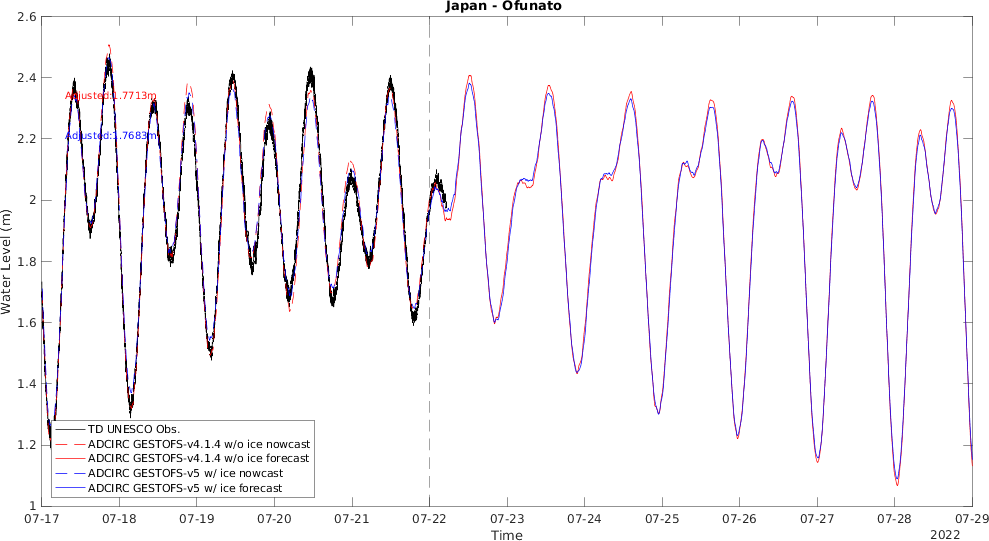 Japan - Ofunato
2.6
2.4
2.2
2
1.8
1.6
1.4
1.2
1
Water Level (m)
Adjusted:1.7713m
Adjusted:1.7683m
TD UNESCO Obs.
ADCIRC GESTOFS-v4.1.4 w/o ice nowcast
ADCIRC GESTOFS-v4.1.4 w/o ice forecast
ADCIRC GESTOFS-v5 w/ ice nowcast
ADCIRC GESTOFS-v5 w/ ice forecast
07-17 07-18 07-19 07-20 07-21 07-22 07-23 07-24 07-25 07-26 07-27 07-28 07-29
Time
2022